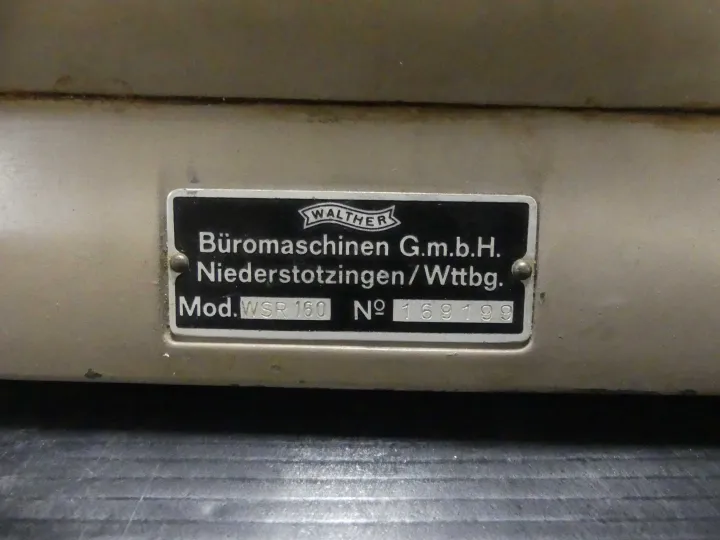 WALTHER
Büromaschinen G.m.b.H.
Niederstotzingen/Wttbg.
Mod. WSR 160 Nº 169199